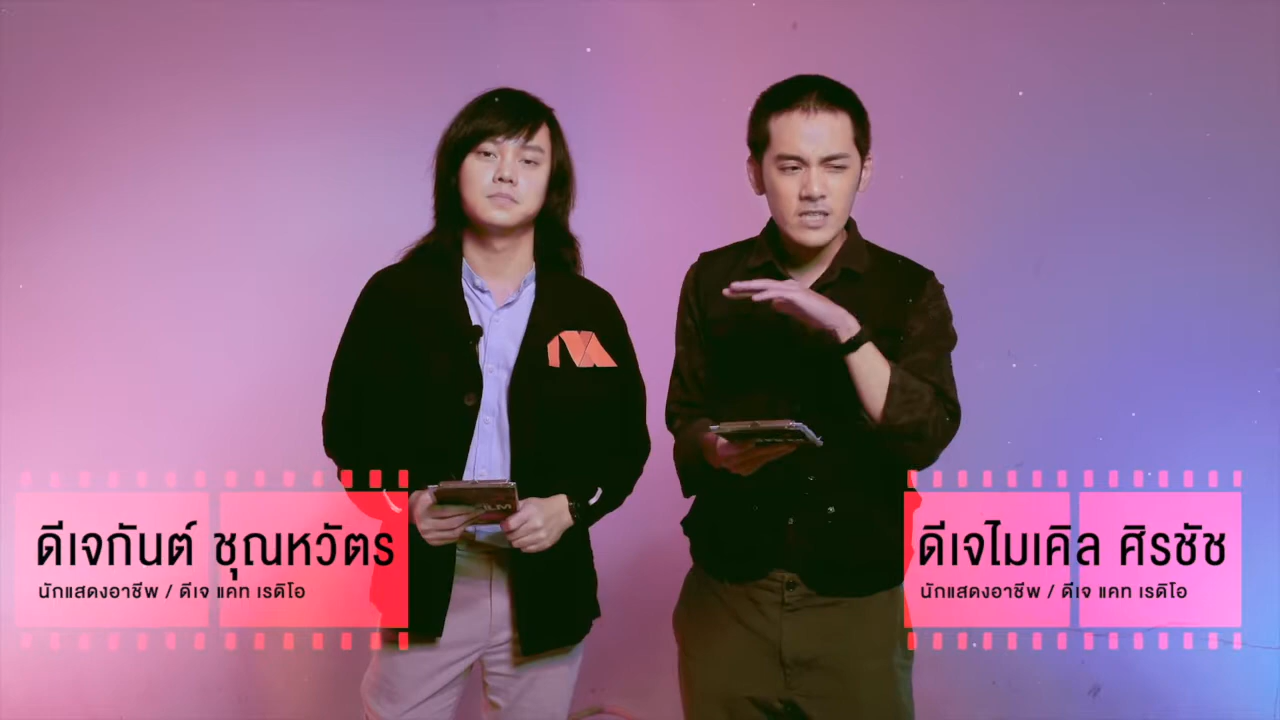 ดีเจกันต์ ชุณหวัตร
นักแสดงอาชีพ / ดีเจ แคท เรดิโอ
ดีเจไมเคิล ศิรชัช
นักแสดงอาชีพ / ดีเจ แคท เรดิโอ